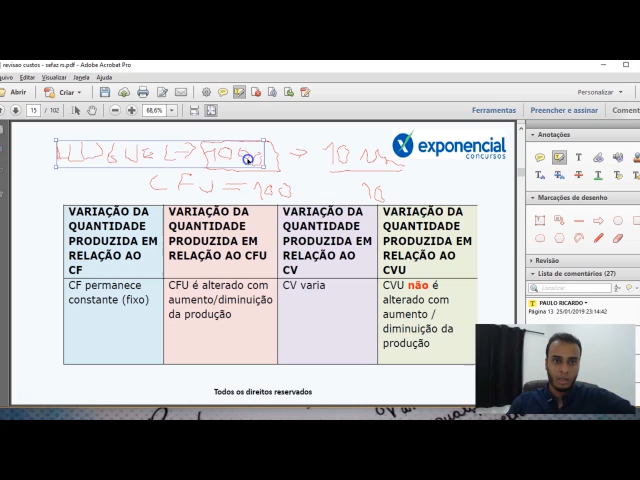 revisao custos - sefaz rs.pdf - Adobe Acrobat Pro
Arquivo Editar Visualizar Janela Ajuda
Criar
Personalizar
15 / 102
68,6%
Ferramentas
Preencher e assinar
Comentário
exponencial
concursos
CFU = 100
10
VARIAÇÃO DA QUANTIDADE PRODUZIDA EM RELAÇÃO AO CF
VARIAÇÃO DA QUANTIDADE PRODUZIDA EM RELAÇÃO AO CFU
VARIAÇÃO DA QUANTIDADE PRODUZIDA EM RELAÇÃO AO CV
VARIAÇÃO DA QUANTIDADE PRODUZIDA EM RELAÇÃO AO CVU
CF permanece constante (fixo)
CFU é alterado com aumento/diminuição da produção
CV varia
CVU não é alterado com aumento / diminuição da produção
Todos os direitos reservados
Anotações
Marcações de desenho
Revisão
Lista de comentários (27)
Localizar
PAULO RICARDO
Página 13 25/01/2019 23:14:42